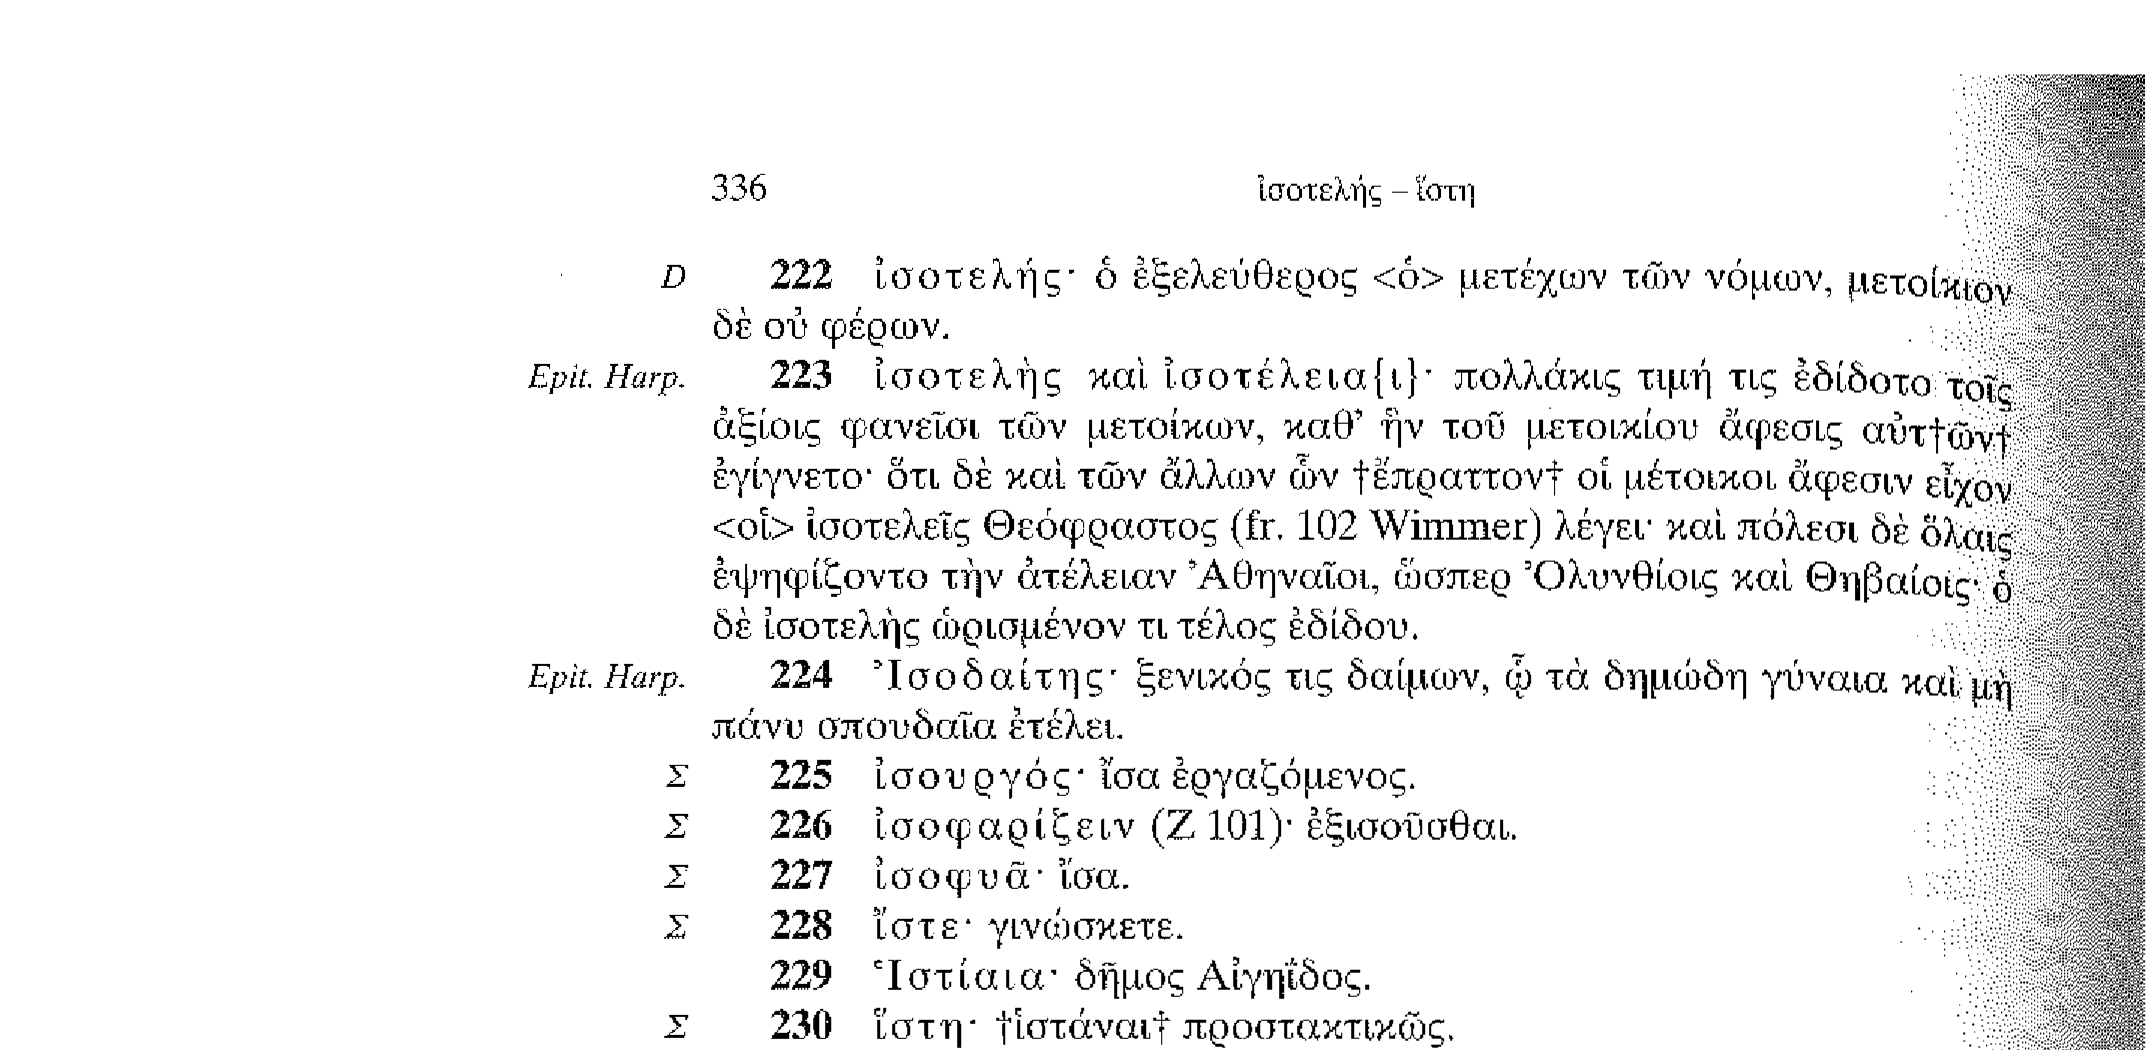 336 ἰσοτελής – ἵστη
D 222 ἰσοτελής· ὁ ἐξελεύθερος <ὁ> μετέχων τῶν νόμων, μετοίκιον
δὲ οὐ φέρων.
Epit. Harp. 223 ἰσοτελὴς καὶ ἰσοτέλεια{ι}· πολλάκις τιμή τις ἐδίδοτο τοῖς
ἀξίοις φανεῖσι τῶν μετοίκων, καθ’ ἣν τοῦ μετοικίου ἄφεσις αὐτ†ῶν†
ἐγίγνετο· ὅτι δὲ καὶ τῶν ἄλλων ὧν †ἔπραττον† οἱ μέτοικοι ἄφεσιν εἶχον
<οἱ> ἰσοτελεῖς Θεόφραστος (fr. 102 Wimmer) λέγει· καὶ πόλεσι δὲ ὅλαις
ἐψηφίζοντο τὴν ἀτέλειαν Ἀθηναῖοι, ὥσπερ Ὀλυνθίοις καὶ Θηβαίοις· ὁ
δὲ ἰσοτελὴς ὡρισμένον τι τέλος ἐδίδου.
Epit. Harp. 224 Ἰσοδαίτης· ξενικός τις δαίμων, ᾧ τὰ δημώδη γύναια καὶ μὴ
πάνυ σπουδαῖα ἐτέλει.
Σ 225 ἰσουργός· ἴσα ἐργαζόμενος.
Σ 226 ἰσοφαρίζειν (Ζ 101)· ἐξισοῦσθαι.
Σ 227 ἰσοφυᾶ· ἴσα.
Σ 228 ἴστε· γινώσκετε.
229 Ἱστίαια· δῆμος Αἰγηΐδος.
Σ 230 ἵστη· †ἱστάναι† προστακτικῶς.